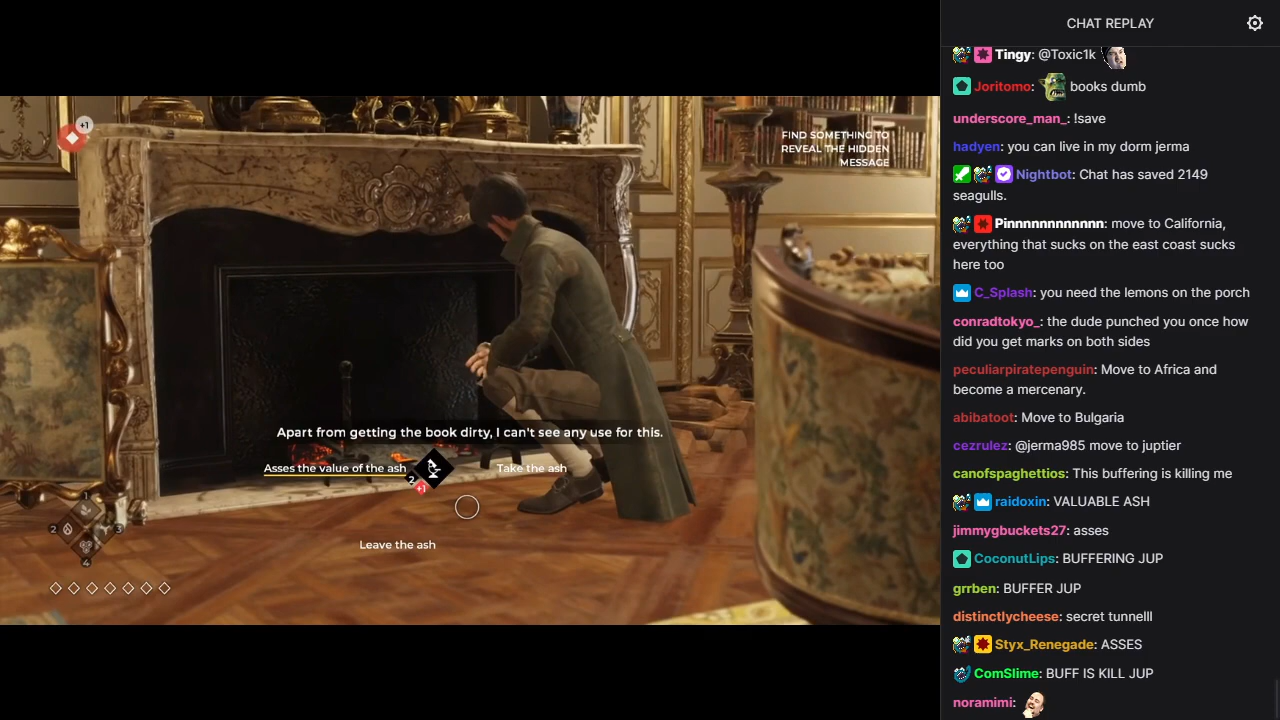 +1
FIND SOMETHING TO
REVEAL THE HIDDEN
MESSAGE
Apart from getting the book dirty, I can't see any use for this.
Asses the value of the ash
2
+1
Take the ash
Leave the ash
1
2
3
4
CHAT REPLAY
Tingy: @Toxic1k
Joritomo: books dumb
underscore_man_: !save
hadyen: you can live in my dorm jerma
Nightbot: Chat has saved 2149
seagulls.
Pinnnnnnnnnnnn: move to California,
everything that sucks on the east coast sucks
here too
C_Splash: you need the lemons on the porch
conradtokyo_: the dude punched you once how
did you get marks on both sides
peculiarpiratepenguin: Move to Africa and
become a mercenary.
abibatoot: Move to Bulgaria
cezrulez: @jerma985 move to juptier
canofspaghettios: This buffering is killing me
raidoxin: VALUABLE ASH
jimmygbuckets27: asses
CoconutLips: BUFFERING JUP
grrben: BUFFER JUP
distinctlycheese: secret tunnelll
Styx_Renegade: ASSES
ComSlime: BUFF IS KILL JUP
noramimi: